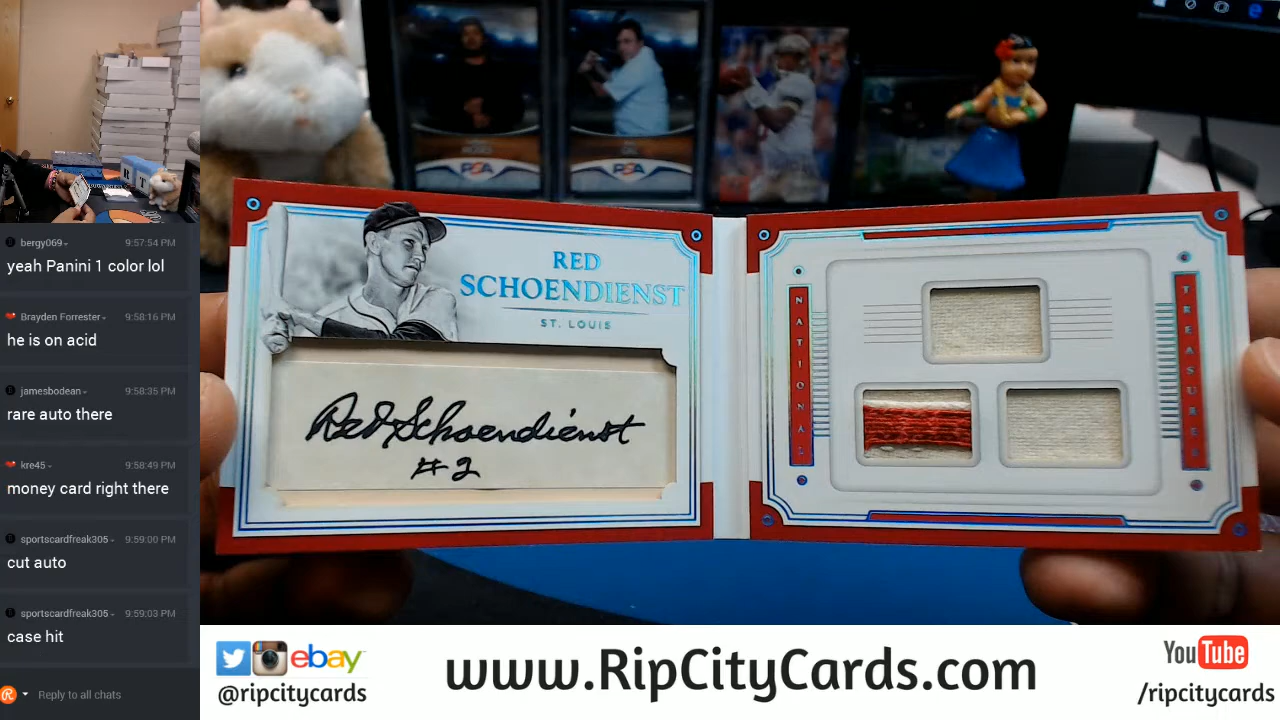 bergy069 9:57:54 PM
yeah Panini 1 color lol
Brayden Forrester 9:58:16 PM
he is on acid
jamesbodean 9:58:35 PM
rare auto there
kre45 9:58:49 PM
money card right there
sportscardfreak305 9:59:00 PM
cut auto
sportscardfreak305 9:59:03 PM
case hit
Reply to all chats
PSA
PSA
RED
SCHOENDIENST
ST. LOUIS
Red Schoendienst
#2
NATIONAL
TREASURES
ebay
@ripcitycards
www.RipCityCards.com
YouTube
/ripcitycards